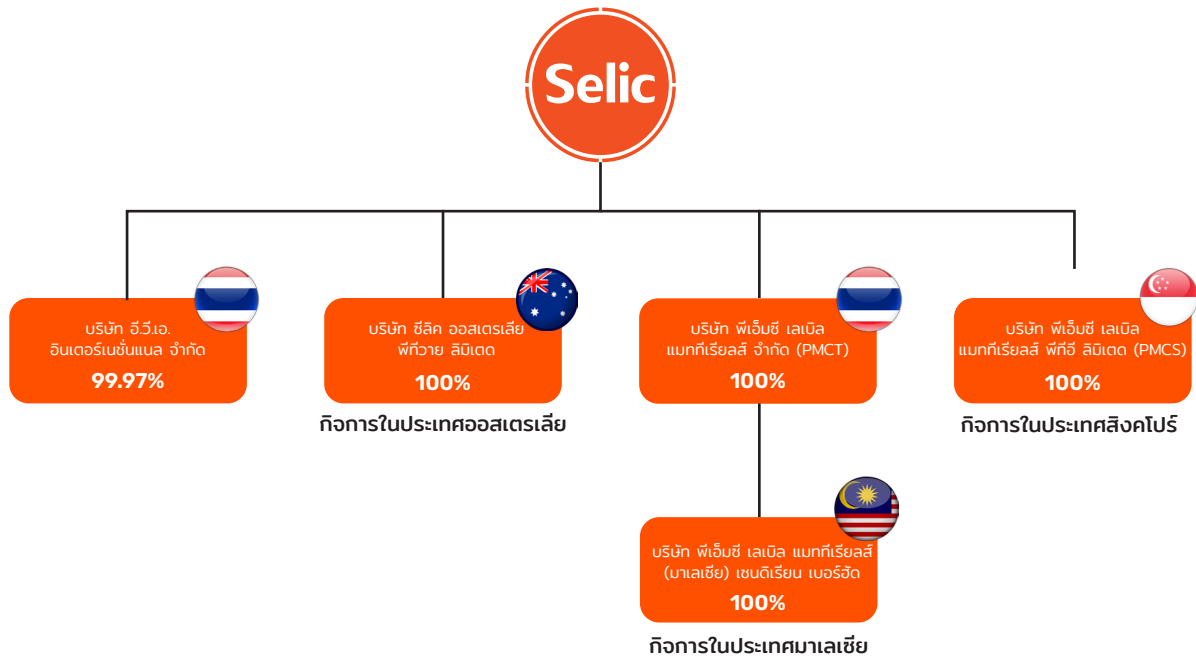 Selic
บริษัท อี.วี.เอ.
อินเตอร์เนชั่นแนล จำกัด
99.97%
บริษัท ซีลิค ออสเตรเลีย
พีทีวาย ลิมิเตด
100%
กิจการในประเทศออสเตรเลีย
บริษัท พีเอ็มซี เลเบิล
แมททีเรียลส์ จำกัด (PMCT)
100%
บริษัท พีเอ็มซี เลเบิล
แมททีเรียลส์ พีทีอี ลิมิเตด (PMCS)
100%
กิจการในประเทศสิงคโปร์
บริษัท พีเอ็มซี เลเบิล แมททีเรียลส์
(มาเลเซีย) เซนดิเรียน เบอร์ฮัด
100%
กิจการในประเทศมาเลเซีย